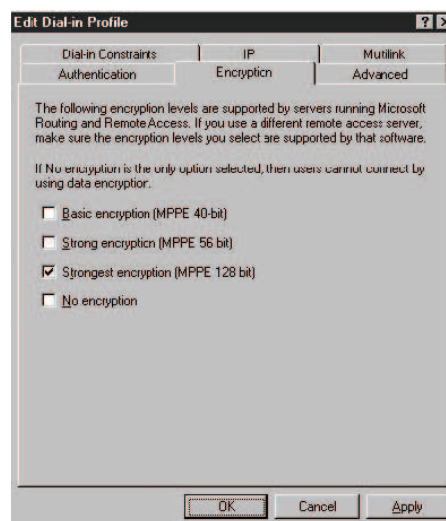 Edit Dial-in Profile
Dial-in Constraints IP Mutilink
Authentication Encryption Advanced
The following encryption levels are supported by servers running Microsoft
Routing and Remote Access. If you use a different remote access server,
make sure the encryption levels you select are supported by that software.
If No encryption is the only option selected, then users cannot connect by
using data encryption.
Basic encryption (MPPE 40-bit)
Strong encryption (MPPE 56 bit)
Strongest encryption (MPPE 128 bit)
No encryption
OK Cancel Apply